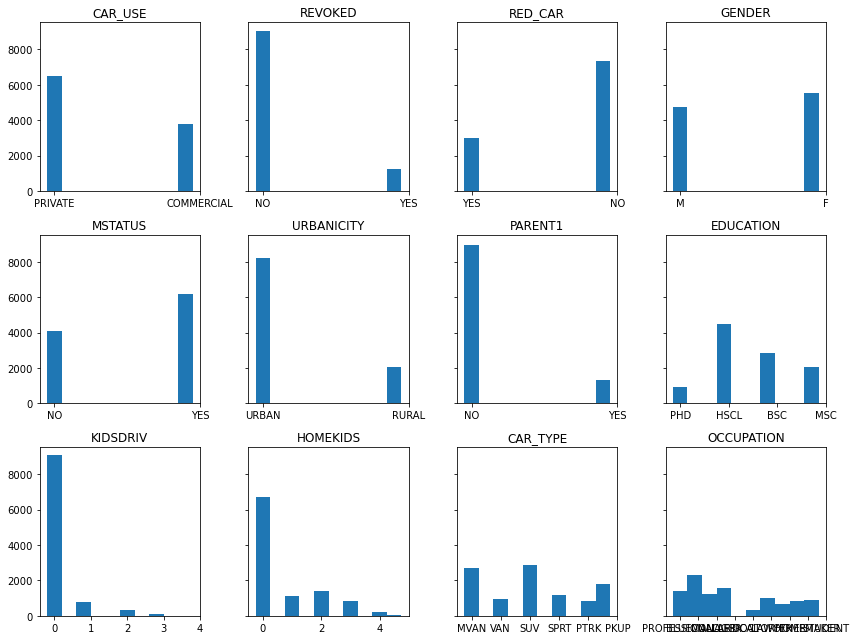 CAR_USE REVOKED RED_CAR GENDER
8000
6000
4000
2000
0
PRIVATE COMMERCIAL NO YES YES NO M F
MSTATUS URBANICITY PARENT1 EDUCATION
8000
6000
4000
2000
0
NO YES URBAN RURAL NO YES PHD HSCL BSC MSC
KIDSDRIV HOMEKIDS CAR_TYPE OCCUPATION
8000
6000
4000
2000
0
0 1 2 3 4 0 2 4 MVAN VAN SUV SPRT PTRK PKUP